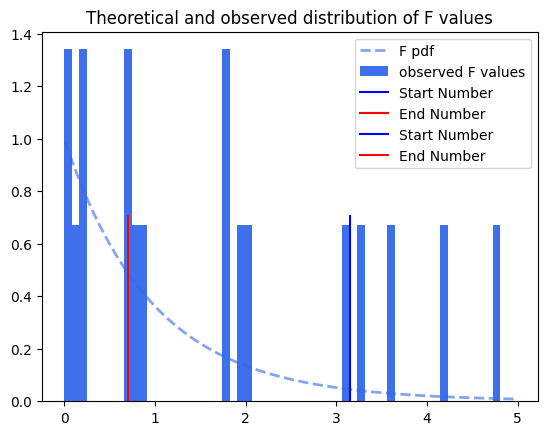 Theoretical and observed distribution of F values
1.4
1.2
1.0
0.8
0.6
0.4
0.2
0.0
F pdf
observed F values
Start Number
End Number
Start Number
End Number
0 1 2 3 4 5